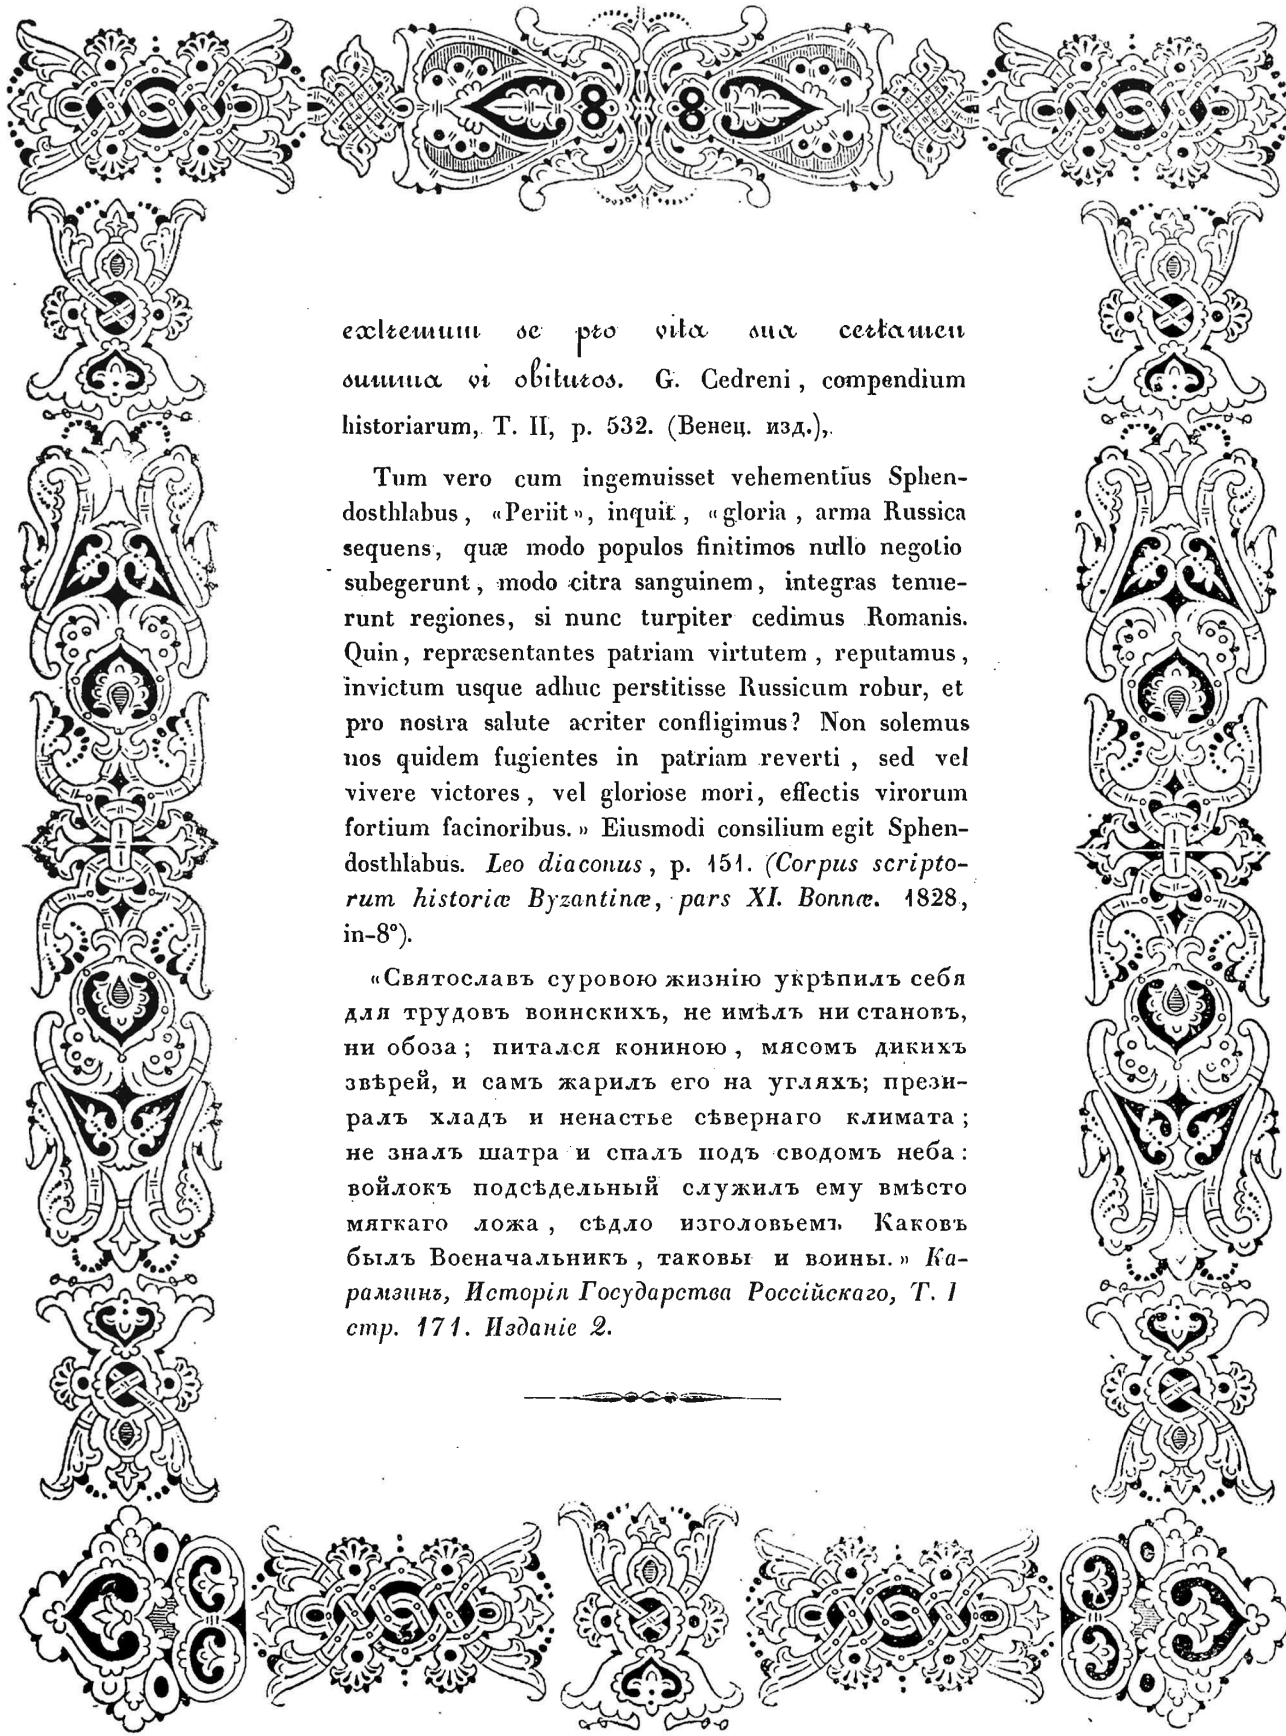 extremum se pro vita sua certamen
summa vi obituros. G. Cedreni, compendium
historiarum, T. II, p. 532. (Венец. изд.),
Tum vero cum ingemuisset vehementius Sphen-
dosthlabus, «Periit», inquit, «gloria, arma Russica
sequens, quæ modo populos finitimos nullo negotio
subegerunt, modo citra sanguinem, integras tenue-
runt regiones, si nunc turpiter cedimus Romanis.
Quin, repræsentantes patriam virtutem, reputamus,
invictum usque adhuc perstitisse Russicum robur, et
pro nostra salute acriter confligimus? Non solemus
nos quidem fugientes in patriam reverti, sed vel
vivere victores, vel gloriose mori, effectis virorum
fortium facinoribus.» Eiusmodi consilium egit Sphen-
dosthlabus. Leo diaconus, p. 151. (Corpus scripto-
rum historiæ Byzantinæ, pars XI. Bonnæ. 1828,
in-8°).
«Святославъ суровою жизнію укрѣпилъ себя
для трудовъ воинскихъ, не имѣлъ ни становъ,
ни обоза; питался кониною, мясомъ дикихъ
звѣрей, и самъ жарилъ его на угляхъ; прези-
ралъ хладъ и ненастье сѣвернаго климата;
не зналъ шатра и спалъ подъ сводомъ неба:
войлокъ подсѣдельный служилъ ему вмѣсто
мягкаго ложа, сѣдло изголовьемъ. Каковъ
былъ Военачальникъ, таковы и воины.» Ка-
рамзинъ, Исторія Государства Россійскаго, Т. I
стр. 171. Изданіе 2.